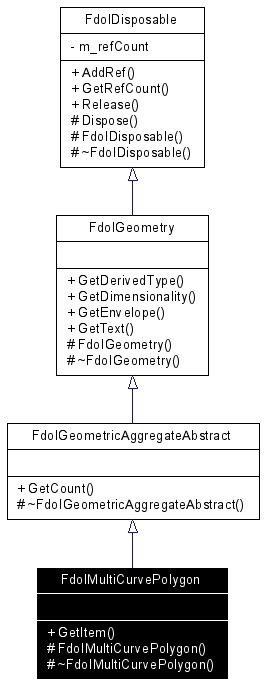 FdoIDisposable
- m_refCount
+ AddRef()
+ GetRefCount()
+ Release()
# Dispose()
# FdoIDisposable()
# ~FdoIDisposable()
FdoIGeometry
+ GetDerivedType()
+ GetDimensionality()
+ GetEnvelope()
+ GetText()
# FdoIGeometry()
# ~FdoIGeometry()
FdoIGeometricAggregateAbstract
+ GetCount()
# ~FdoIGeometricAggregateAbstract()
FdoIMultiCurvePolygon
+ GetItem()
# FdoIMultiCurvePolygon()
# ~FdoIMultiCurvePolygon()